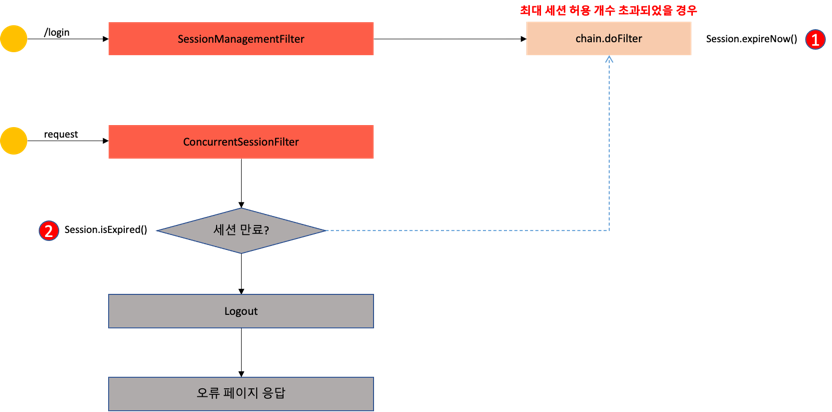 최대 세션 허용 개수 초과되었을 경우
/login
SessionManagementFilter
chain.doFilter
Session.expireNow()
1
request
ConcurrentSessionFilter
2
Session.isExpired()
세션 만료?
Logout
오류 페이지 응답